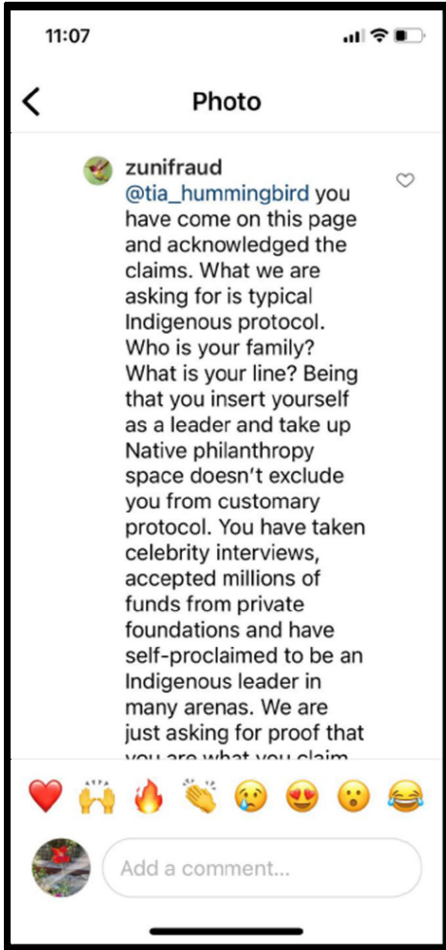 11:07
Photo
zunifraud
@tia_hummingbird you
have come on this page
and acknowledged the
claims. What we are
asking for is typical
Indigenous protocol.
Who is your family?
What is your line? Being
that you insert yourself
as a leader and take up
Native philanthropy
space doesn't exclude
you from customary
protocol. You have taken
celebrity interviews,
accepted millions of
funds from private
foundations and have
self-proclaimed to be an
Indigenous leader in
many arenas. We are
just asking for proof that
you are what you claim
Add a comment...